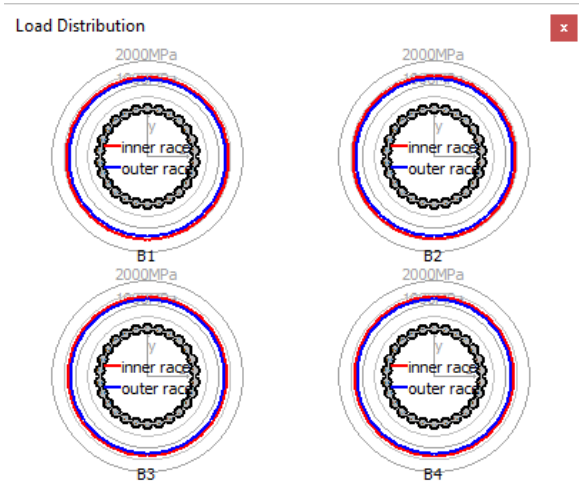 Load Distribution
x
2000MPa
y
inner race
outer race
B1
2000MPa
y
inner race
outer race
B2
2000MPa
y
inner race
outer race
B3
2000MPa
y
inner race
outer race
B4